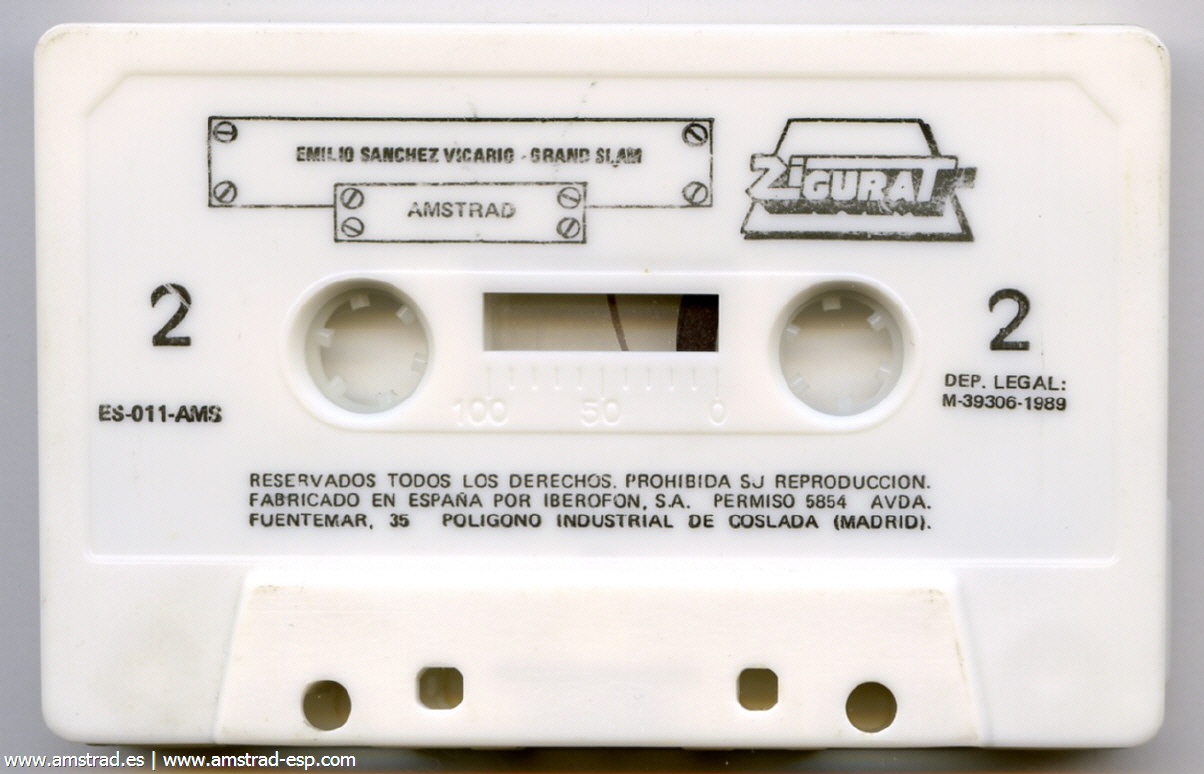 EMILIO SANCHEZ VICARIO - GRAND SLAM
AMSTRAD
ZIGURAT
2
2
ES-011-AMS
DEP. LEGAL:
M-39306-1989
100 50 0
RESERVADOS TODOS LOS DERECHOS. PROHIBIDA SU REPRODUCCION.
FABRICADO EN ESPAÑA POR IBEROFON, S.A. PERMISO 5854 AVDA.
FUENTEMAR, 35 POLIGONO INDUSTRIAL DE COSLADA (MADRID).
www.amstrad.es | www.amstrad-esp.com